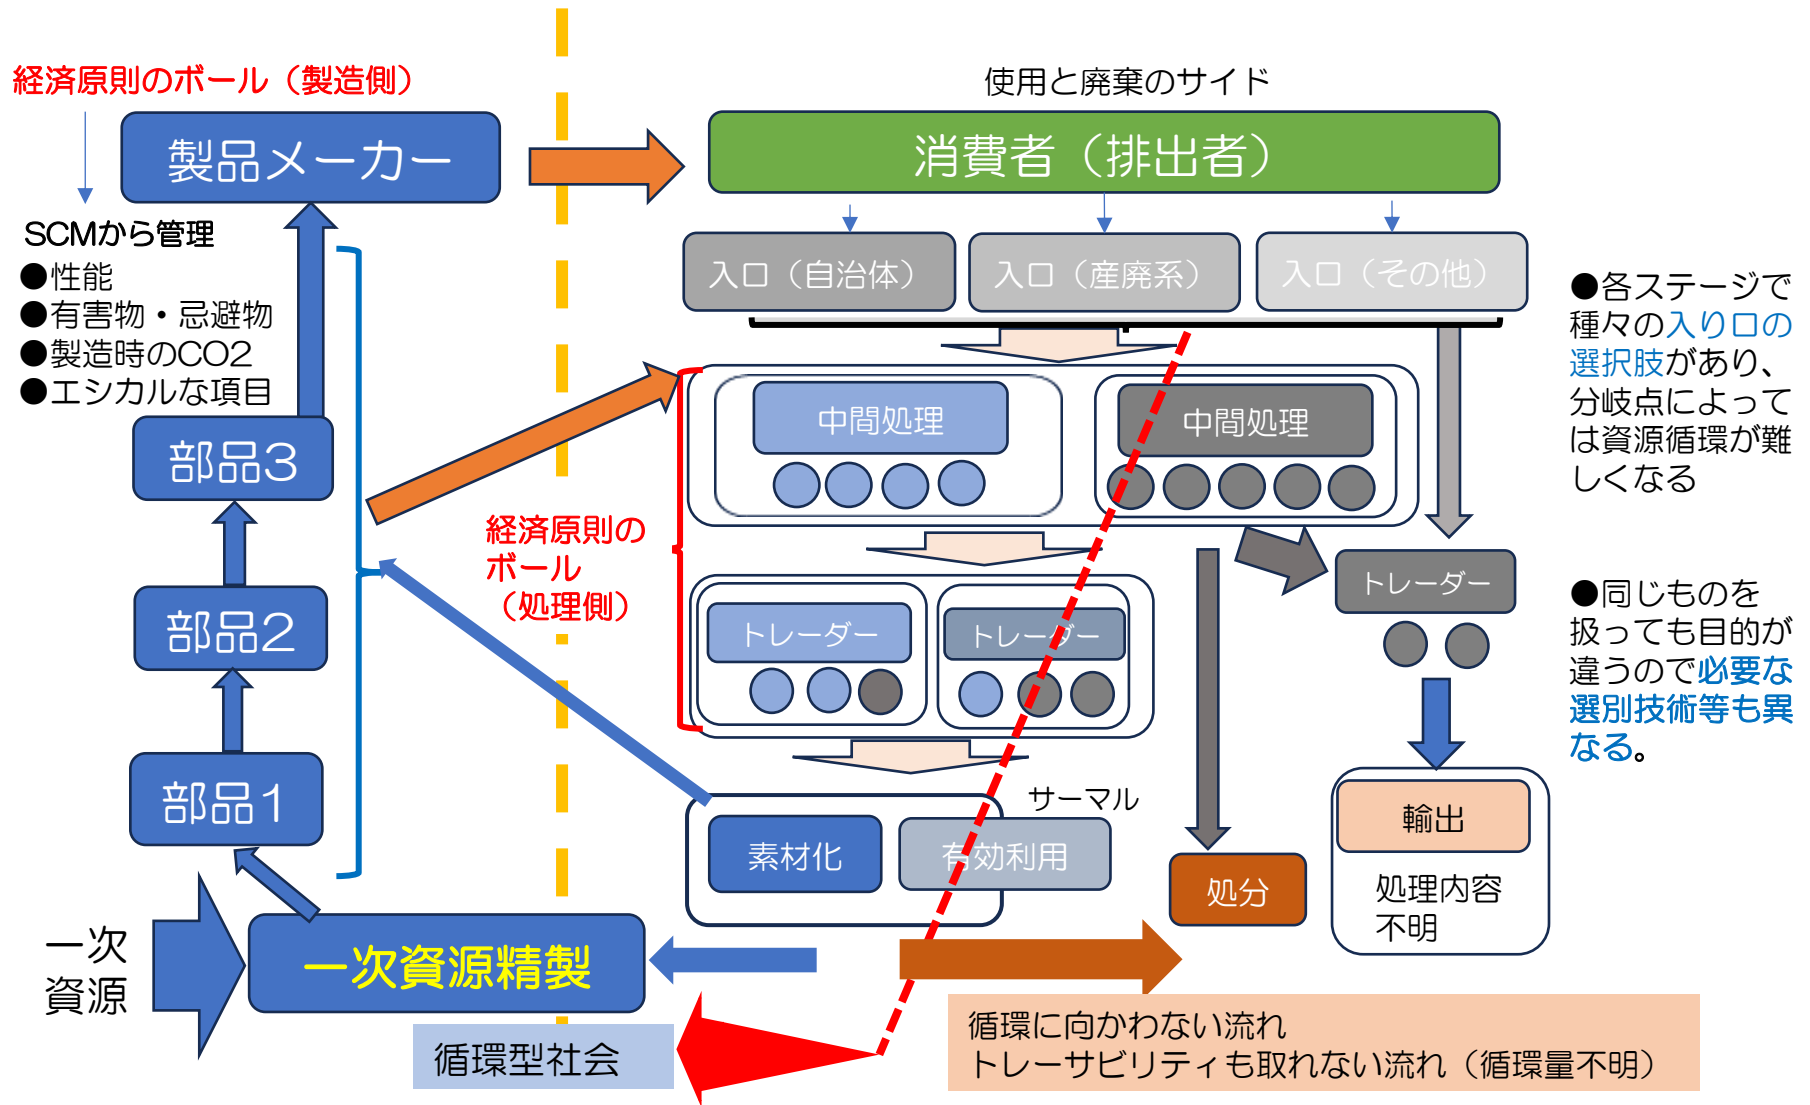 経済原則のボール（製造側）
製品メーカー
SCMから管理
●性能
●有害物・忌避物
●製造時のCO2
●エシカルな項目
部品3
部品2
部品1
一次
資源
一次資源精製
循環型社会
使用と廃棄のサイド
消費者（排出者）
入口（自治体）
入口（産廃系）
入口（その他）
中間処理
中間処理
経済原則の
ボール
（処理側）
トレーダー
トレーダー
トレーダー
サーマル
素材化
有効利用
処分
輸出
処理内容
不明
循環に向かわない流れ
トレーサビリティも取れない流れ（循環量不明）
●各ステージで
種々の入り口の
選択肢があり、
分岐点によって
は資源循環が難
しくなる
●同じものを
扱っても目的が
違うので必要な
選別技術等も異
なる。